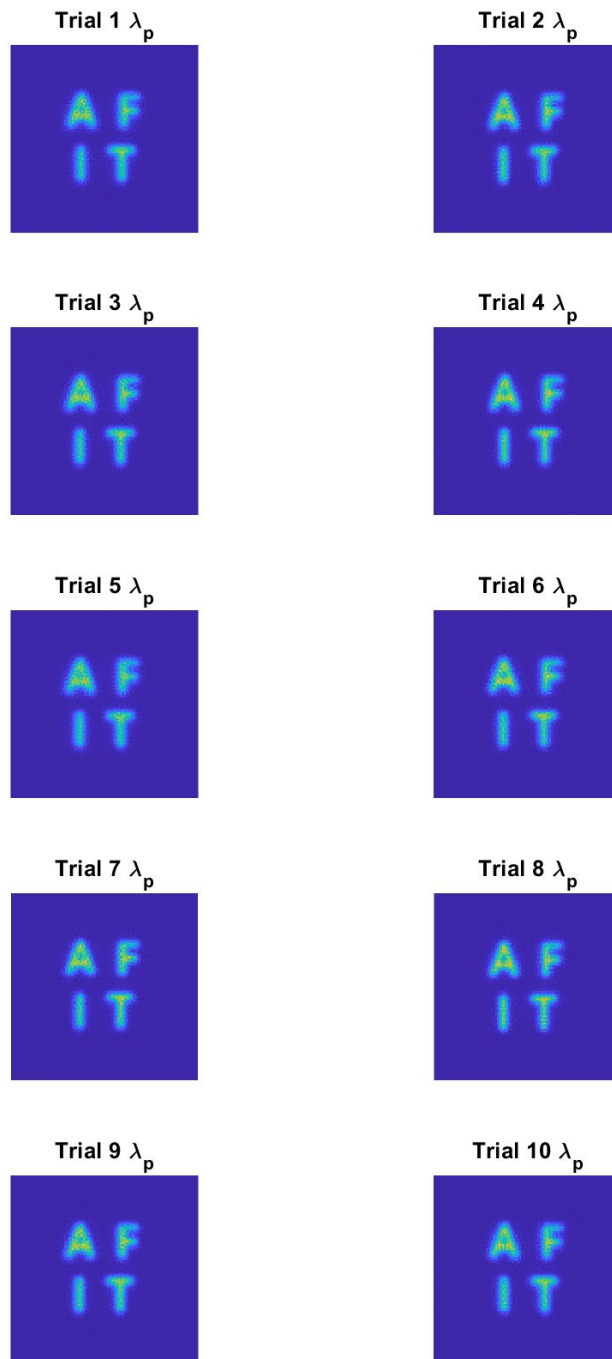 Trial 1 λp
Trial 2 λp
A F
I T
A F
I T
Trial 3 λp
Trial 4 λp
A F
I T
A F
I T
Trial 5 λp
Trial 6 λp
A F
I T
A F
I T
Trial 7 λp
Trial 8 λp
A F
I T
A F
I T
Trial 9 λp
Trial 10 λp
A F
I T
A F
I T